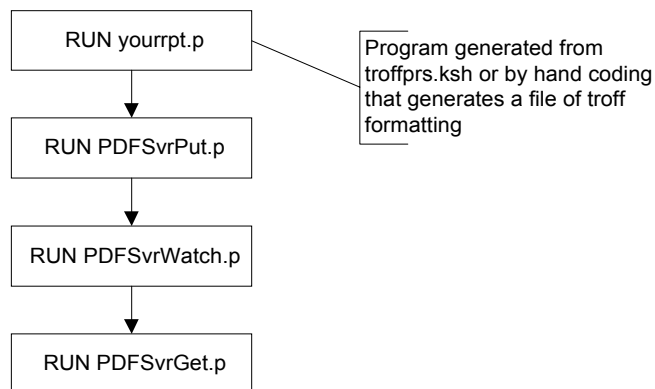 RUN yourrpt.p
Program generated from
troffprs.ksh or by hand coding
that generates a file of troff
formatting
RUN PDFSvrPut.p
RUN PDFSvrWatch.p
RUN PDFSvrGet.p